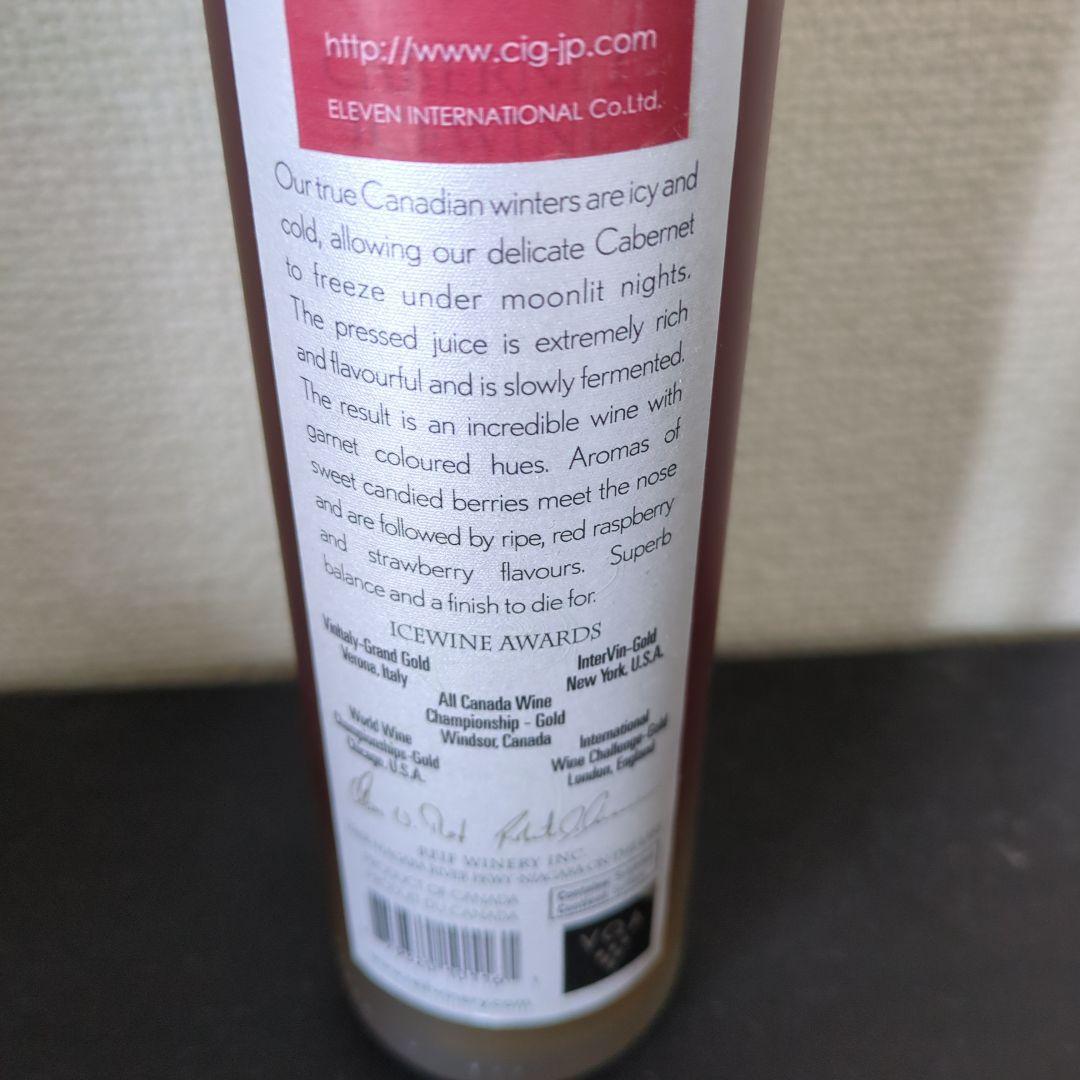 http://www.cig-jp.com
ELEVEN INTERNATIONAL Co.Ltd.
Our true Canadian winters are icy and
cold, allowing our delicate Cabernet
to freeze under moonlit nights.
The pressed juice is extremely rich
and flavourful and is slowly fermented.
The result is an incredible wine with
garnet coloured hues. Aromas of
sweet candied berries meet the nose
and are followed by ripe, red raspberry
and strawberry flavours. Superb
balance and a finish to die for.
ICEWINE AWARDS
Vinitaly-Grand Gold
Verona, Italy
InterVin-Gold
New York, U.S.A.
All Canada Wine
Championship - Gold
Windsor, Canada
World Wine
Championships-Gold
Chicago, U.S.A.
International
Wine Challenge-Gold
London, England
REIF WINERY INC.
PRODUCT OF CANADA
PRODUIT DU CANADA
VQA